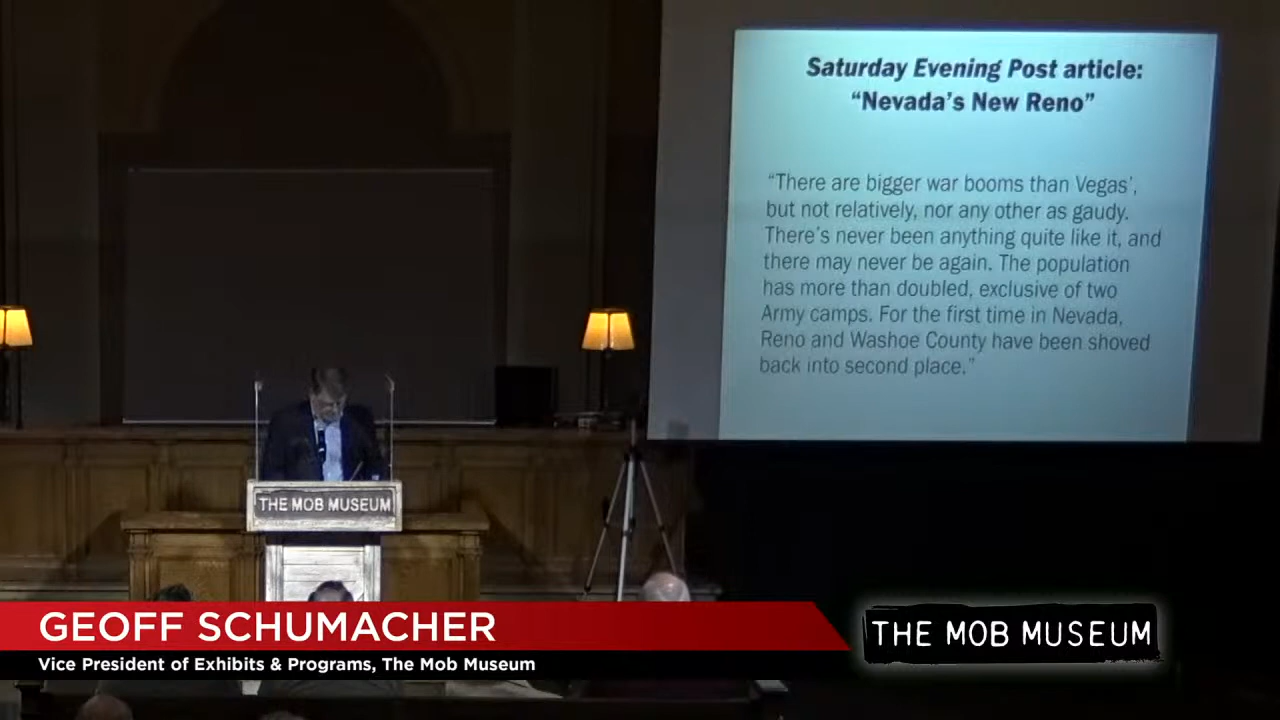 Saturday Evening Post article:
“Nevada’s New Reno”
“There are bigger war booms than Vegas’,
but not relatively, nor any other as gaudy.
There’s never been anything quite like it, and
there may never be again. The population
has more than doubled, exclusive of two
Army camps. For the first time in Nevada,
Reno and Washoe County have been shoved
back into second place.”
THE MOB MUSEUM
GEOFF SCHUMACHER
Vice President of Exhibits & Programs, The Mob Museum
THE MOB MUSEUM